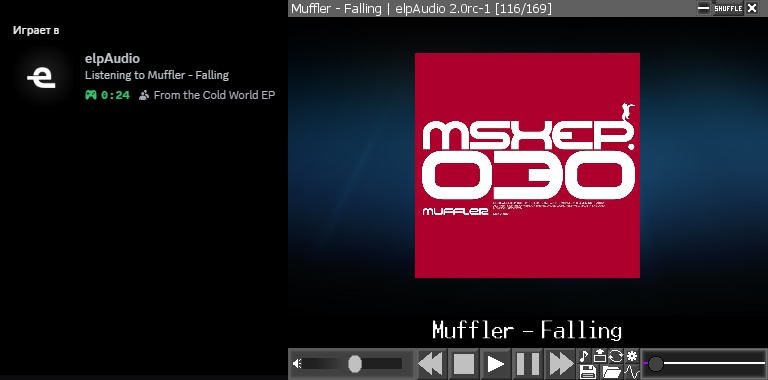 Играет в
elpAudio
Listening to Muffler - Falling
0:24 From the Cold World EP
Muffler - Falling | elpAudio 2.0rc-1 [116/169]
SHUFFLE
MSXEP.
030
MUFFLER
Muffler - Falling